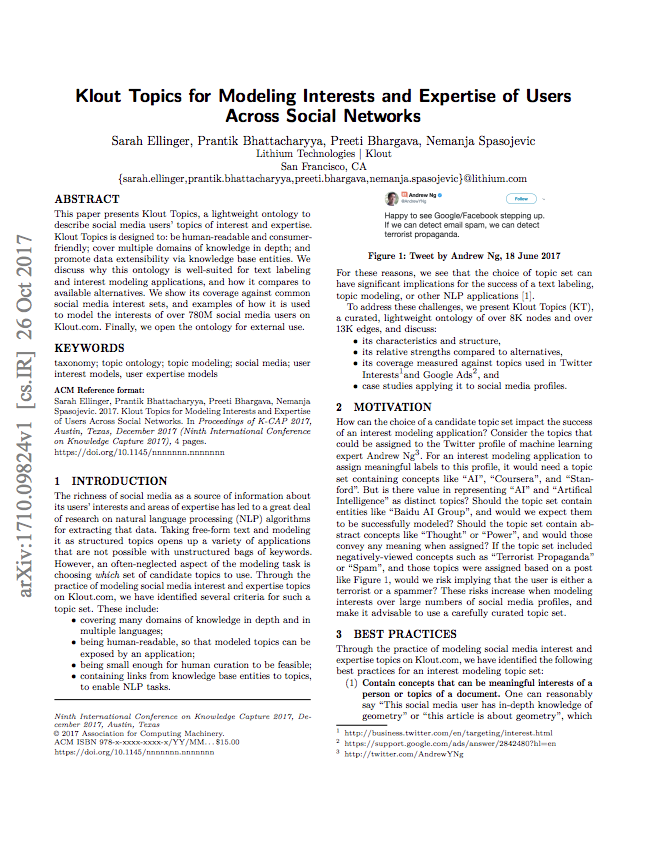 Klout Topics for Modeling Interests and Expertise of Users
Across Social Networks
Sarah Ellinger, Prantik Bhattacharyya, Preeti Bhargava, Nemanja Spasojevic
Lithium Technologies | Klout
San Francisco, CA
{sarah.ellinger,prantik.bhattacharyya,preeti.bhargava,nemanja.spasojevic}@lithium.com
arXiv:1710.09824v1 [cs.IR] 26 Oct 2017
ABSTRACT
This paper presents Klout Topics, a lightweight ontology to
describe social media users' topics of interest and expertise.
Klout Topics is designed to: be human-readable and consumer-
friendly; cover multiple domains of knowledge in depth; and
promote data extensibility via knowledge base entities. We
discuss why this ontology is well-suited for text labeling
and interest modeling applications, and how it compares to
available alternatives. We show its coverage against common
social media interest sets, and examples of how it is used
to model the interests of over 780M social media users on
Klout.com. Finally, we open the ontology for external use.
KEYWORDS
taxonomy; topic ontology; topic modeling; social media; user
interest models, user expertise models
ACM Reference format:
Sarah Ellinger, Prantik Bhattacharyya, Preeti Bhargava, Nemanja
Spasojevic. 2017. Klout Topics for Modeling Interests and Expertise
of Users Across Social Networks. In Proceedings of K-CAP 2017,
Austin, Texas, December 2017 (Ninth International Conference
on Knowledge Capture 2017), 4 pages.
https://doi.org/10.1145/nnnnnnn.nnnnnnn
1 INTRODUCTION
The richness of social media as a source of information about
its users' interests and areas of expertise has led to a great deal
of research on natural language processing (NLP) algorithms
for extracting that data. Taking free-form text and modeling
it as structured topics opens up a variety of applications
that are not possible with unstructured bags of keywords.
However, an often-neglected aspect of the modeling task is
choosing which set of candidate topics to use. Through the
practice of modeling social media interest and expertise topics
on Klout.com, we have identified several criteria for such a
topic set. These include:
• covering many domains of knowledge in depth and in
multiple languages;
• being human-readable, so that modeled topics can be
exposed by an application;
• being small enough for human curation to be feasible;
• containing links from knowledge base entities to topics,
to enable NLP tasks.
Ninth International Conference on Knowledge Capture 2017, De-
cember 2017, Austin, Texas
© 2017 Association for Computing Machinery.
ACM ISBN 978-x-xxxx-xxxx-x/YY/MM...$15.00
https://doi.org/10.1145/nnnnnnn.nnnnnnn
Andrew Ng
@AndrewYNg
Follow
Happy to see Google/Facebook stepping up.
If we can detect email spam, we can detect
terrorist propaganda.
Figure 1: Tweet by Andrew Ng, 18 June 2017
For these reasons, we see that the choice of topic set can
have significant implications for the success of a text labeling,
topic modeling, or other NLP applications [1].
To address these challenges, we present Klout Topics (KT),
a curated, lightweight ontology of over 8K nodes and over
13K edges, and discuss:
• its characteristics and structure,
• its relative strengths compared to alternatives,
• its coverage measured against topics used in Twitter
Interests1and Google Ads2, and
• case studies applying it to social media profiles.
2 MOTIVATION
How can the choice of a candidate topic set impact the success
of an interest modeling application? Consider the topics that
could be assigned to the Twitter profile of machine learning
expert Andrew Ng3. For an interest modeling application to
assign meaningful labels to this profile, it would need a topic
set containing concepts like “AI”, “Coursera”, and “Stan-
ford”. But is there value in representing “AI” and “Artifical
Intelligence” as distinct topics? Should the topic set contain
entities like “Baidu AI Group”, and would we expect them
to be successfully modeled? Should the topic set contain ab-
stract concepts like “Thought” or “Power”, and would those
convey any meaning when assigned? If the topic set included
negatively-viewed concepts such as “Terrorist Propaganda”
or “Spam”, and those topics were assigned based on a post
like Figure 1, would we risk implying that the user is either a
terrorist or a spammer? These risks increase when modeling
interests over large numbers of social media profiles, and
make it advisable to use a carefully curated topic set.
3 BEST PRACTICES
Through the practice of modeling social media interest and
expertise topics on Klout.com, we have identified the following
best practices for an interest modeling topic set:
(1) Contain concepts that can be meaningful interests of a
person or topics of a document. One can reasonably
say “This social media user has in-depth knowledge of
geometry” or “this article is about geometry”, which
1 http://business.twitter.com/en/targeting/interest.html
2 https://support.google.com/ads/answer/2842480?hl=en
3 http://twitter.com/AndrewYNg